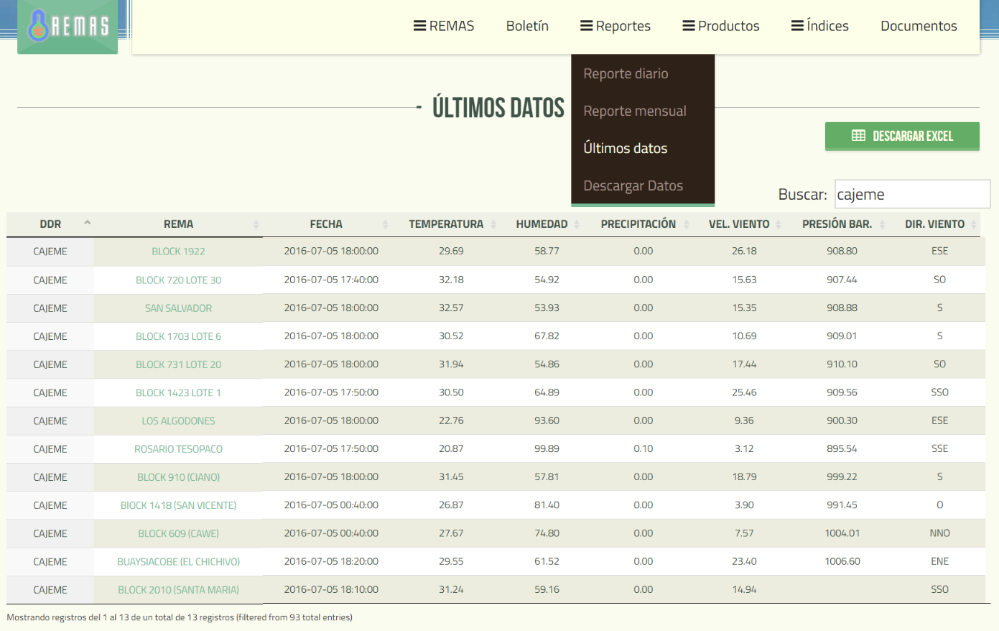 REMAS
REMAS
Boletín
Reportes
Productos
Índices
Documentos
Reporte diario
Reporte mensual
Últimos datos
Descargar Datos
- ÚLTIMOS DATOS
DESCARGAR EXCEL
Buscar: cajeme
DDR REMA FECHA TEMPERATURA HUMEDAD PRECIPITACIÓN VEL. VIENTO PRESIÓN BAR. DIR. VIENTO
CAJEME BLOCK 1922 2016-07-05 18:00:00 29.69 58.77 0.00 26.18 908.80 ESE
CAJEME BLOCK 720 LOTE 30 2016-07-05 17:40:00 32.18 54.92 0.00 15.63 907.44 SO
CAJEME SAN SALVADOR 2016-07-05 18:00:00 32.57 53.93 0.00 15.35 908.88 S
CAJEME BLOCK 1703 LOTE 6 2016-07-05 18:00:00 30.52 67.82 0.00 10.69 909.01 S
CAJEME BLOCK 731 LOTE 20 2016-07-05 18:00:00 31.94 54.86 0.00 17.44 910.10 SO
CAJEME BLOCK 1423 LOTE 1 2016-07-05 17:50:00 30.50 64.89 0.00 25.46 909.56 SSO
CAJEME LOS ALGODONES 2016-07-05 18:00:00 22.76 93.60 0.00 9.36 900.30 ESE
CAJEME ROSARIO TESOPACO 2016-07-05 17:50:00 20.87 99.89 0.10 3.12 895.54 SSE
CAJEME BLOCK 910 (CIANO) 2016-07-05 18:00:00 31.45 57.81 0.00 18.79 999.22 S
CAJEME BIOCK 1418 (SAN VICENTE) 2016-07-05 00:40:00 26.87 81.40 0.00 3.90 991.45 O
CAJEME BLOCK 609 (CAWE) 2016-07-05 00:40:00 27.67 74.80 0.00 7.57 1004.01 NNO
CAJEME BUAYSIACOBE (EL CHICHIVO) 2016-07-05 18:20:00 29.55 61.52 0.00 23.40 1006.60 ENE
CAJEME BLOCK 2010 (SANTA MARIA) 2016-07-05 18:10:00 31.24 59.16 0.00 14.94 SSO
Mostrando registros del 1 al 13 de un total de 13 registros (filtered from 93 total entries)